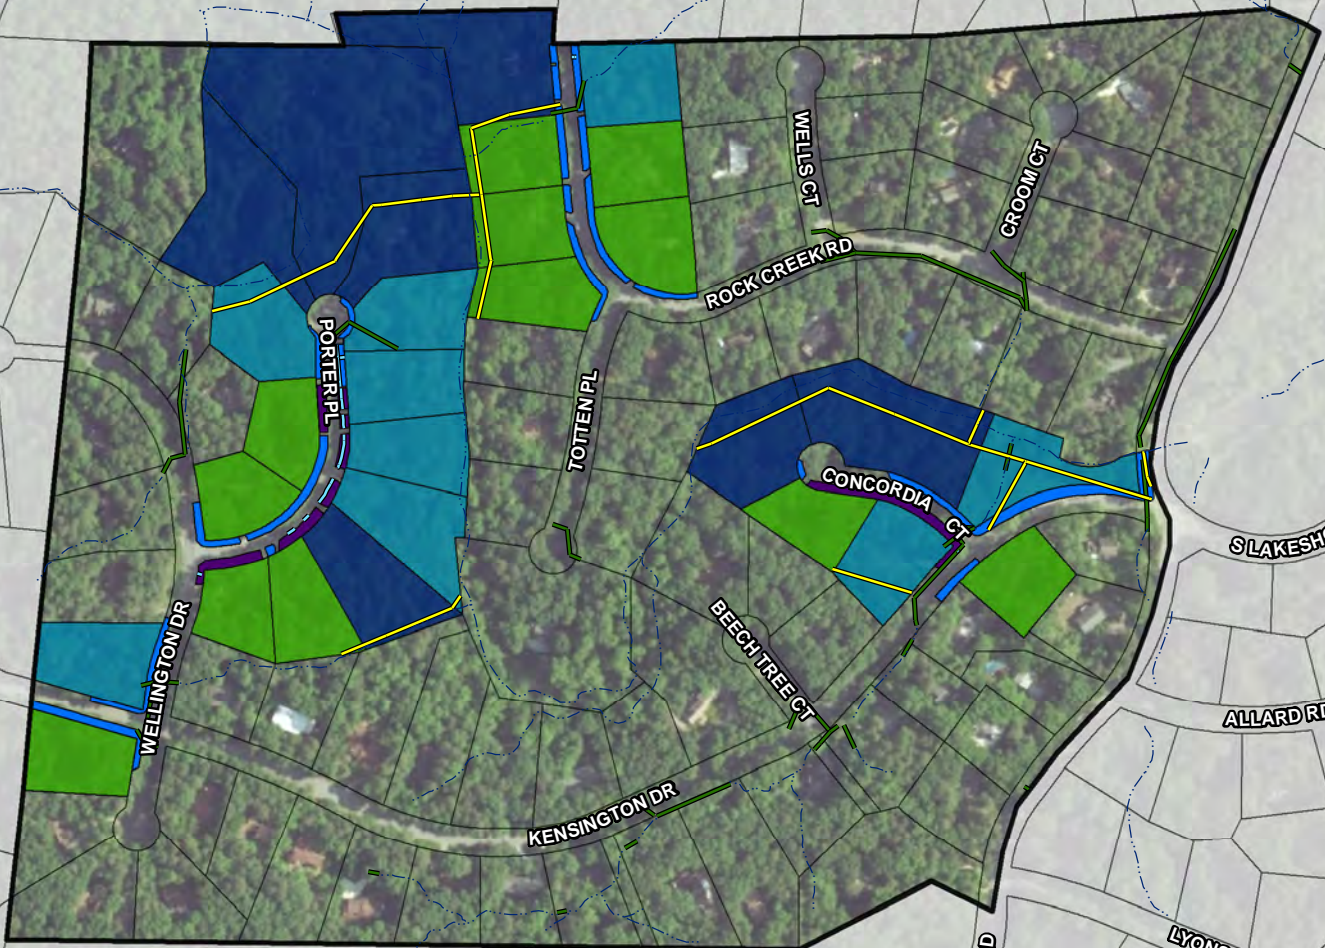 WELLS CT
CROOM CT
ROCK CREEK RD
PORTER PL
TOTTEN PL
CONCORDIA
CT
S LAKESH
BEECH TREE CT
WELLINGTON DR
ALLARD RD
KENSINGTON DR
D
LYONS